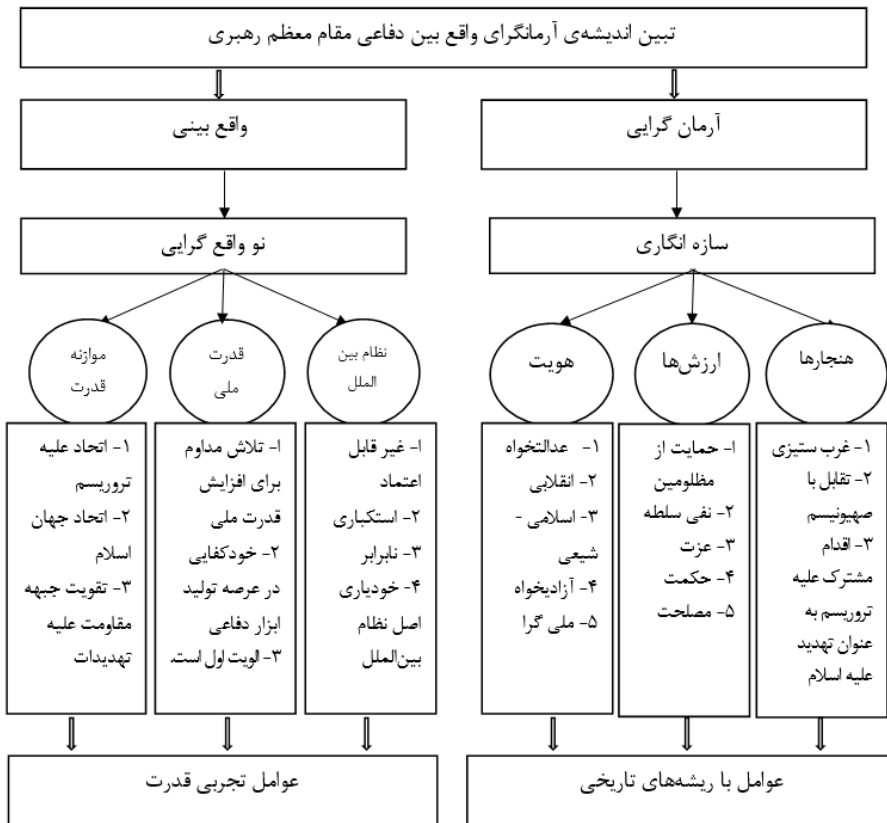 تبین اندیشه‌ی آرمانگرای واقع بین دفاعی مقام معظم رهبری
آرمان گرایی
واقع بینی
سازه انگاری
نو واقع گرایی
هنجارها
ارزش‌ها
هویت
نظام بین
الملل
قدرت
ملی
موازنه
قدرت
۱- غرب ستیزی
۲- تقابل با
صهیونیسم
۳- اقدام
مشترک علیه
تروریسم به
عنوان تهدید
علیه اسلام
۱- حمایت از
مظلومین
۲- نفی سلطه
۳- عزت
۴- حکمت
۵- مصلحت
۱- عدالتخواه
۲- انقلابی
۳- اسلامی -
شیعی
۴- آزادیخواه
۵- ملی گرا
۱- غیر قابل
اعتماد
۲- استکباری
۳- نابرابر
۴- خودیاری
اصل نظام
بین‌الملل
۱- تلاش مداوم
برای افزایش
قدرت ملی
۲- خودکفایی
در عرصه تولید
ابزار دفاعی
۳- الویت اول است.
۱- اتحاد علیه
تروریسم
۲- اتحاد جهان
اسلام
۳- تقویت جبهه
مقاومت علیه
تهدیدات
عوامل با ریشه‌های تاریخی
عوامل تجربی قدرت